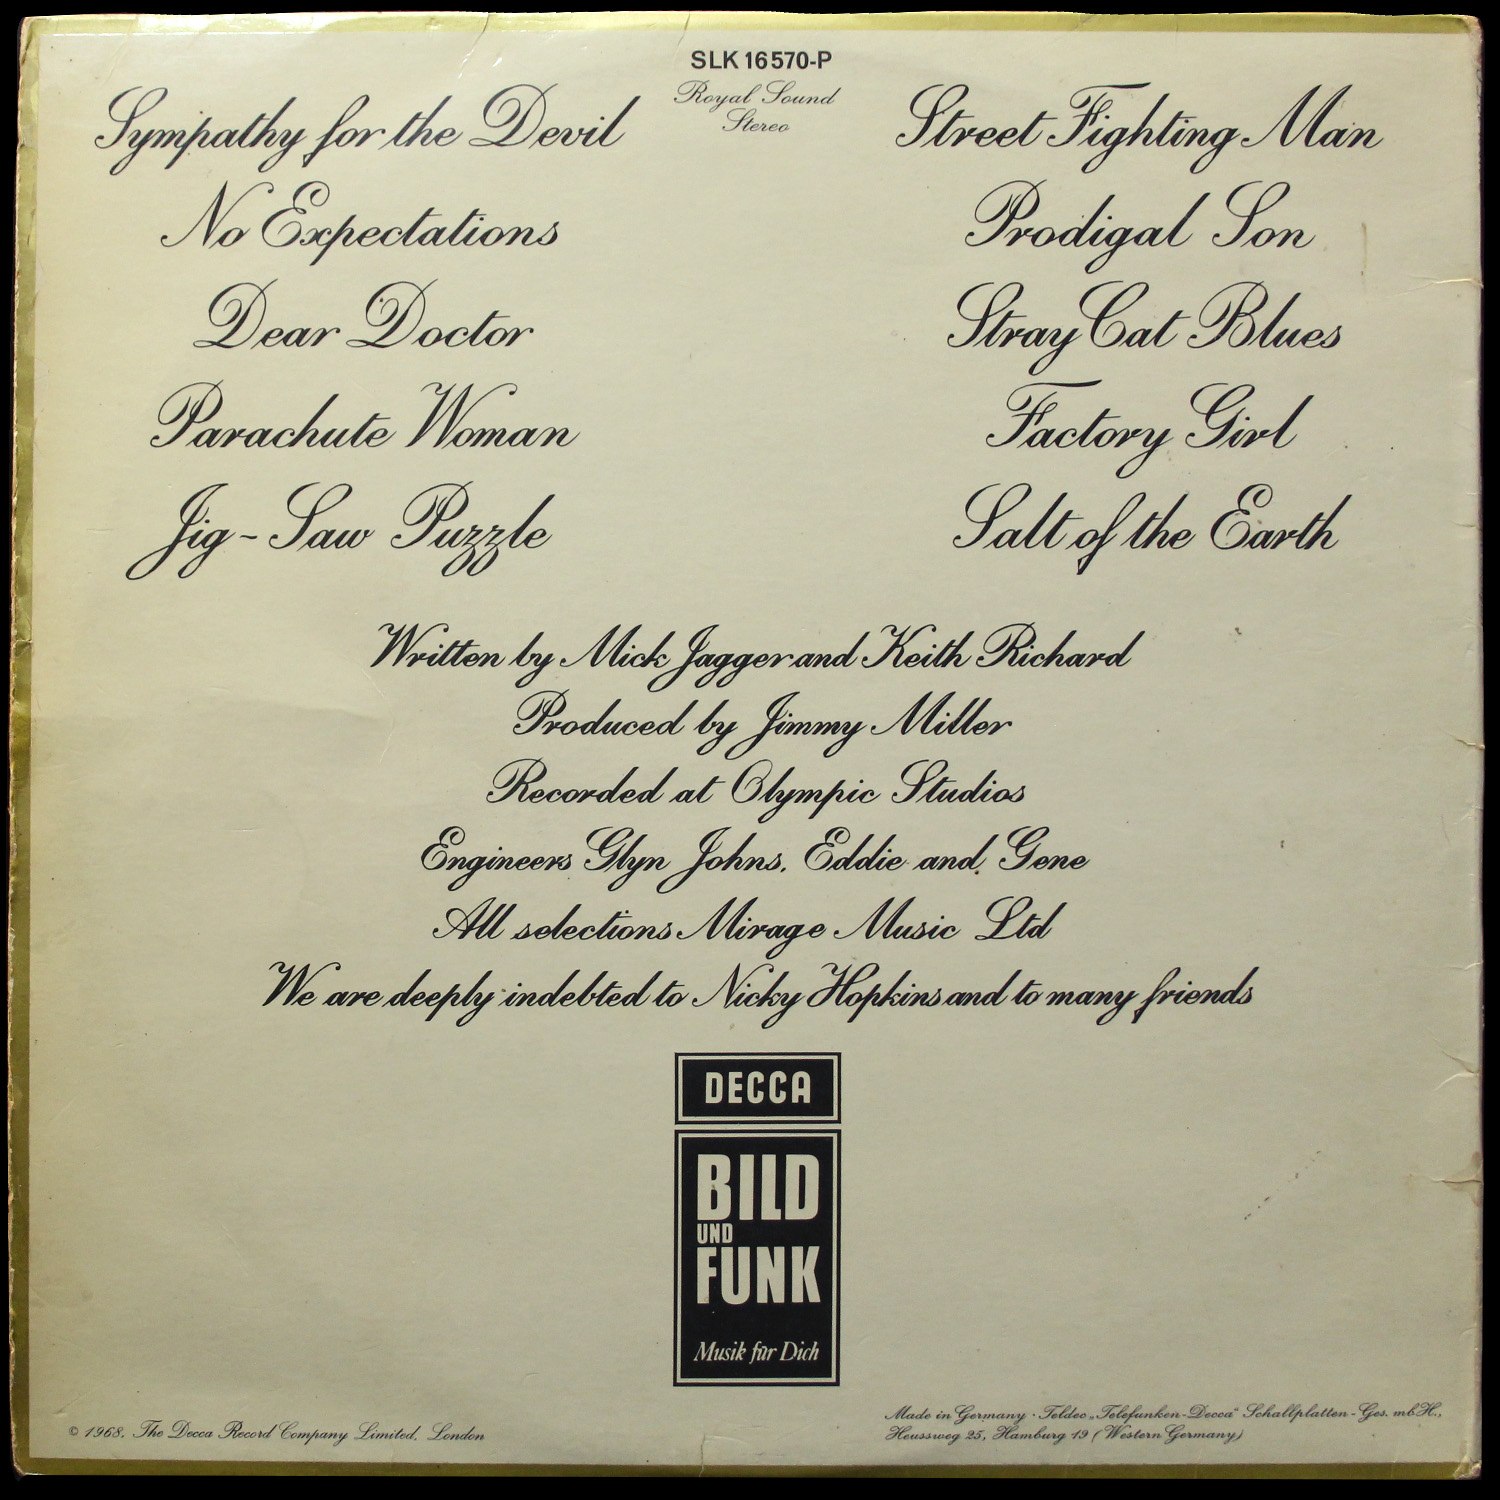 SLK 16570-P
Royal Sound
Stereo
Sympathy for the Devil
No Expectations
Dear Doctor
Parachute Woman
Jig-Saw Puzzle
Street Fighting Man
Prodigal Son
Stray Cat Blues
Factory Girl
Salt of the Earth
Written by Mick Jagger and Keith Richard
Produced by Jimmy Miller
Recorded at Olympic Studios
Engineers Glyn Johns, Eddie and, Gene
All selections Mirage Music Ltd
We are deeply indebted to Nicky Hopkins and to many friends
DECCA
BILD
UND
FUNK
Musik für Dich
© 1968, The Decca Record Company Limited, London
Made in Germany · Teldec „Telefunken-Decca“ Schallplatten-Ges. mb.H.,
Heussweg 25, Hamburg 19 (Western Germany)